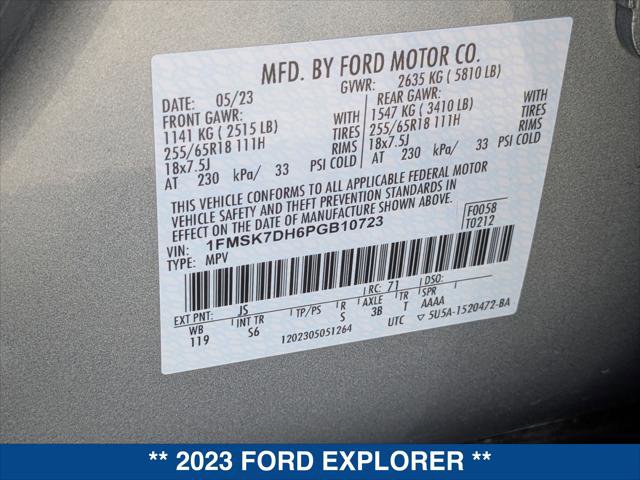 MFD. BY FORD MOTOR CO.
DATE: 05/23 GVWR: 2635 KG ( 5810 LB)
FRONT GAWR: WITH REAR GAWR: WITH
1141 KG ( 2515 LB) TIRES 1547 KG ( 3410 LB) TIRES
255/65R18 111H RIMS 255/65R18 111H RIMS
18x7.5J 18x7.5J
AT 230 kPa/ 33 PSI COLD AT 230 kPa/ 33 PSI COLD
THIS VEHICLE CONFORMS TO ALL APPLICABLE FEDERAL MOTOR
VEHICLE SAFETY AND THEFT PREVENTION STANDARDS IN
EFFECT ON THE DATE OF MANUFACTURE SHOWN ABOVE.
VIN: 1FMSK7DH6PGB10723 F0058
TYPE: MPV T0212
EXT PNT: JS RC: 71 DSO:
WB INT TR TP/PS R AXLE TR SPR
119 S6 S 3B T AAAA
1202305051264 UTC ▽ 5U5A-1520472-BA
** 2023 FORD EXPLORER **